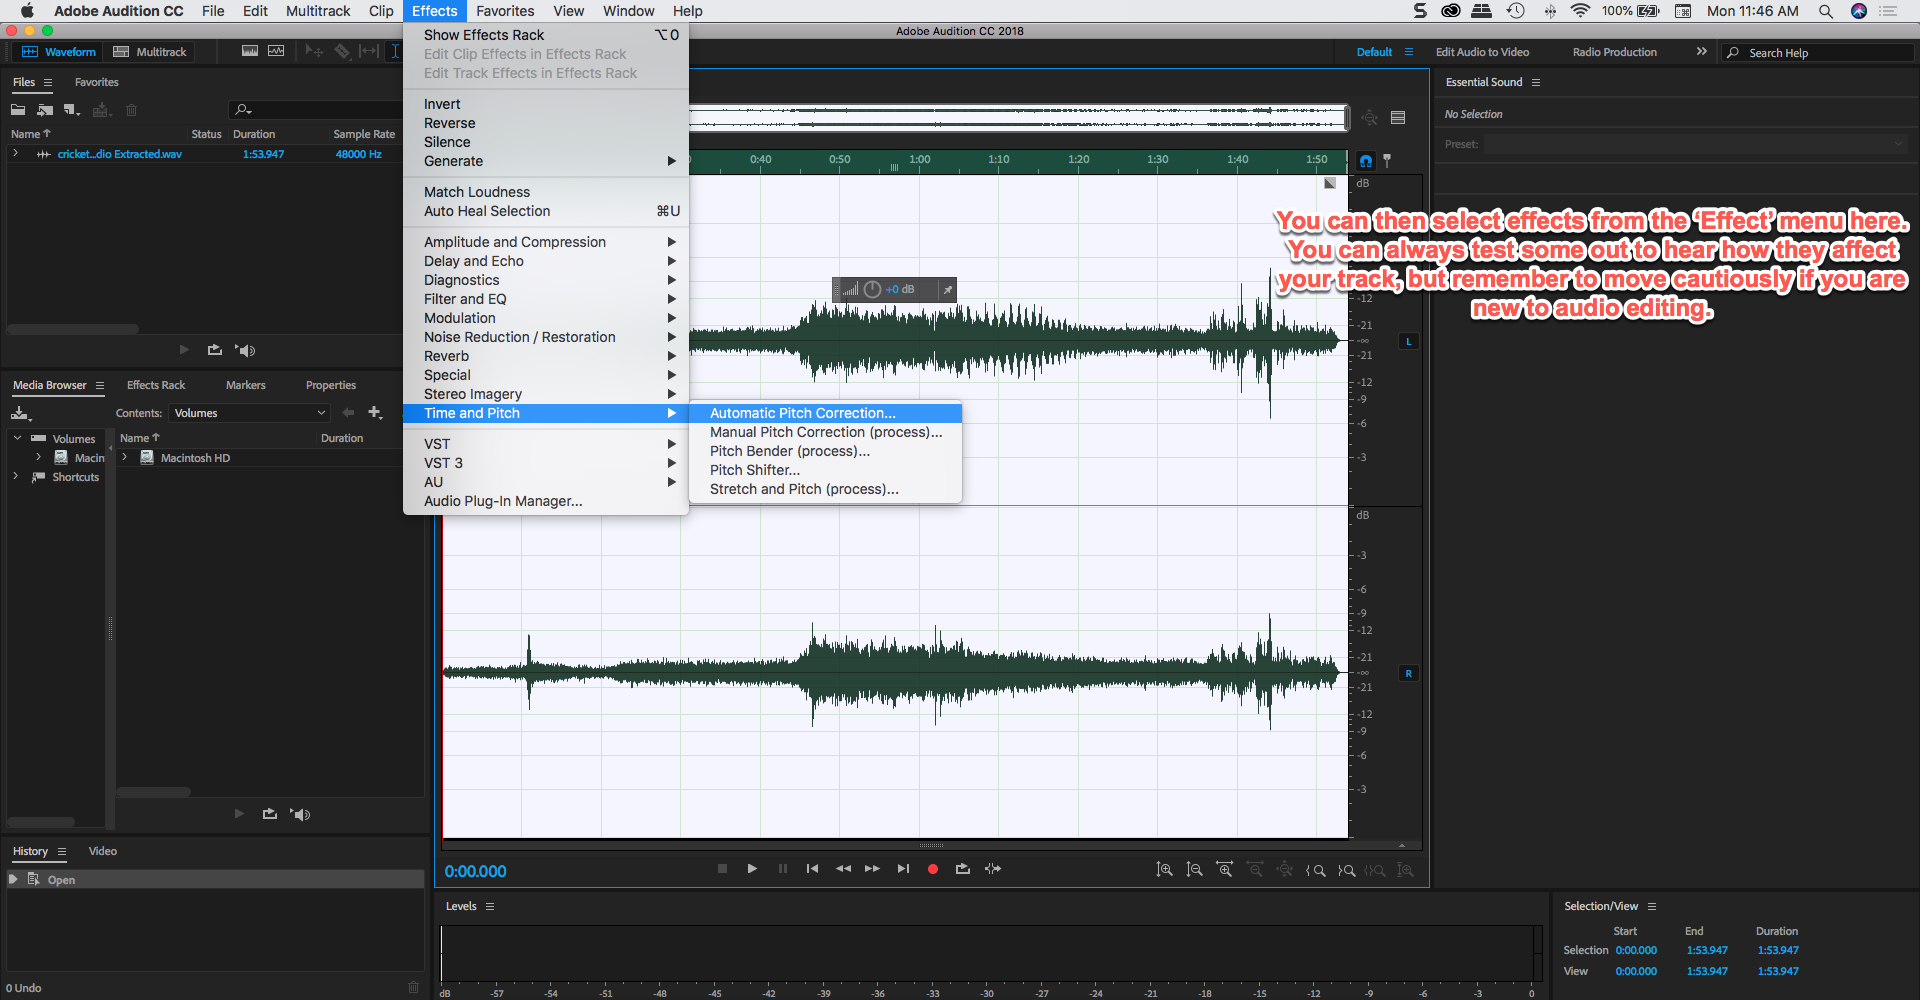 Adobe Audition CC File Edit Multitrack Clip Effects Favorites View Window Help 100% Mon 11:46 AM
Adobe Audition CC 2018
Waveform Multitrack Default Edit Audio to Video Radio Production Search Help
Files Favorites
Name Status Duration Sample Rate
cricket...dio Extracted.wav 1:53.947 48000 Hz
Media Browser Effects Rack Markers Properties
Contents: Volumes
Volumes
Macin
Shortcuts
Name Duration
Macintosh HD
History Video
Open
0 Undo
Show Effects Rack ⌥0
Edit Clip Effects in Effects Rack
Edit Track Effects in Effects Rack
Invert
Reverse
Silence
Generate
Match Loudness
Auto Heal Selection ⌘U
Amplitude and Compression
Delay and Echo
Diagnostics
Filter and EQ
Modulation
Noise Reduction / Restoration
Reverb
Special
Stereo Imagery
Time and Pitch
VST
VST 3
AU
Audio Plug-In Manager...
Automatic Pitch Correction...
Manual Pitch Correction (process)...
Pitch Bender (process)...
Pitch Shifter...
Stretch and Pitch (process)...
0:40 0:50 1:00 1:10 1:20 1:30 1:40 1:50
+0 dB
dB
-12
-21
-∞
-21
-12
-9
-6
-3
L
dB
-3
-6
-9
-12
-21
-∞
-21
-12
-9
-6
-3
R
0:00.000
Essential Sound
No Selection
Preset:
You can then select effects from the ‘Effect’ menu here.
You can always test some out to hear how they affect
your track, but remember to move cautiously if you are
new to audio editing.
Levels
dB -57 -54 -51 -48 -45 -42 -39 -36 -33 -30 -27 -24 -21 -18 -15 -12 -9 -6 -3 0
Selection/View
Start End Duration
Selection 0:00.000 1:53.947 1:53.947
View 0:00.000 1:53.947 1:53.947